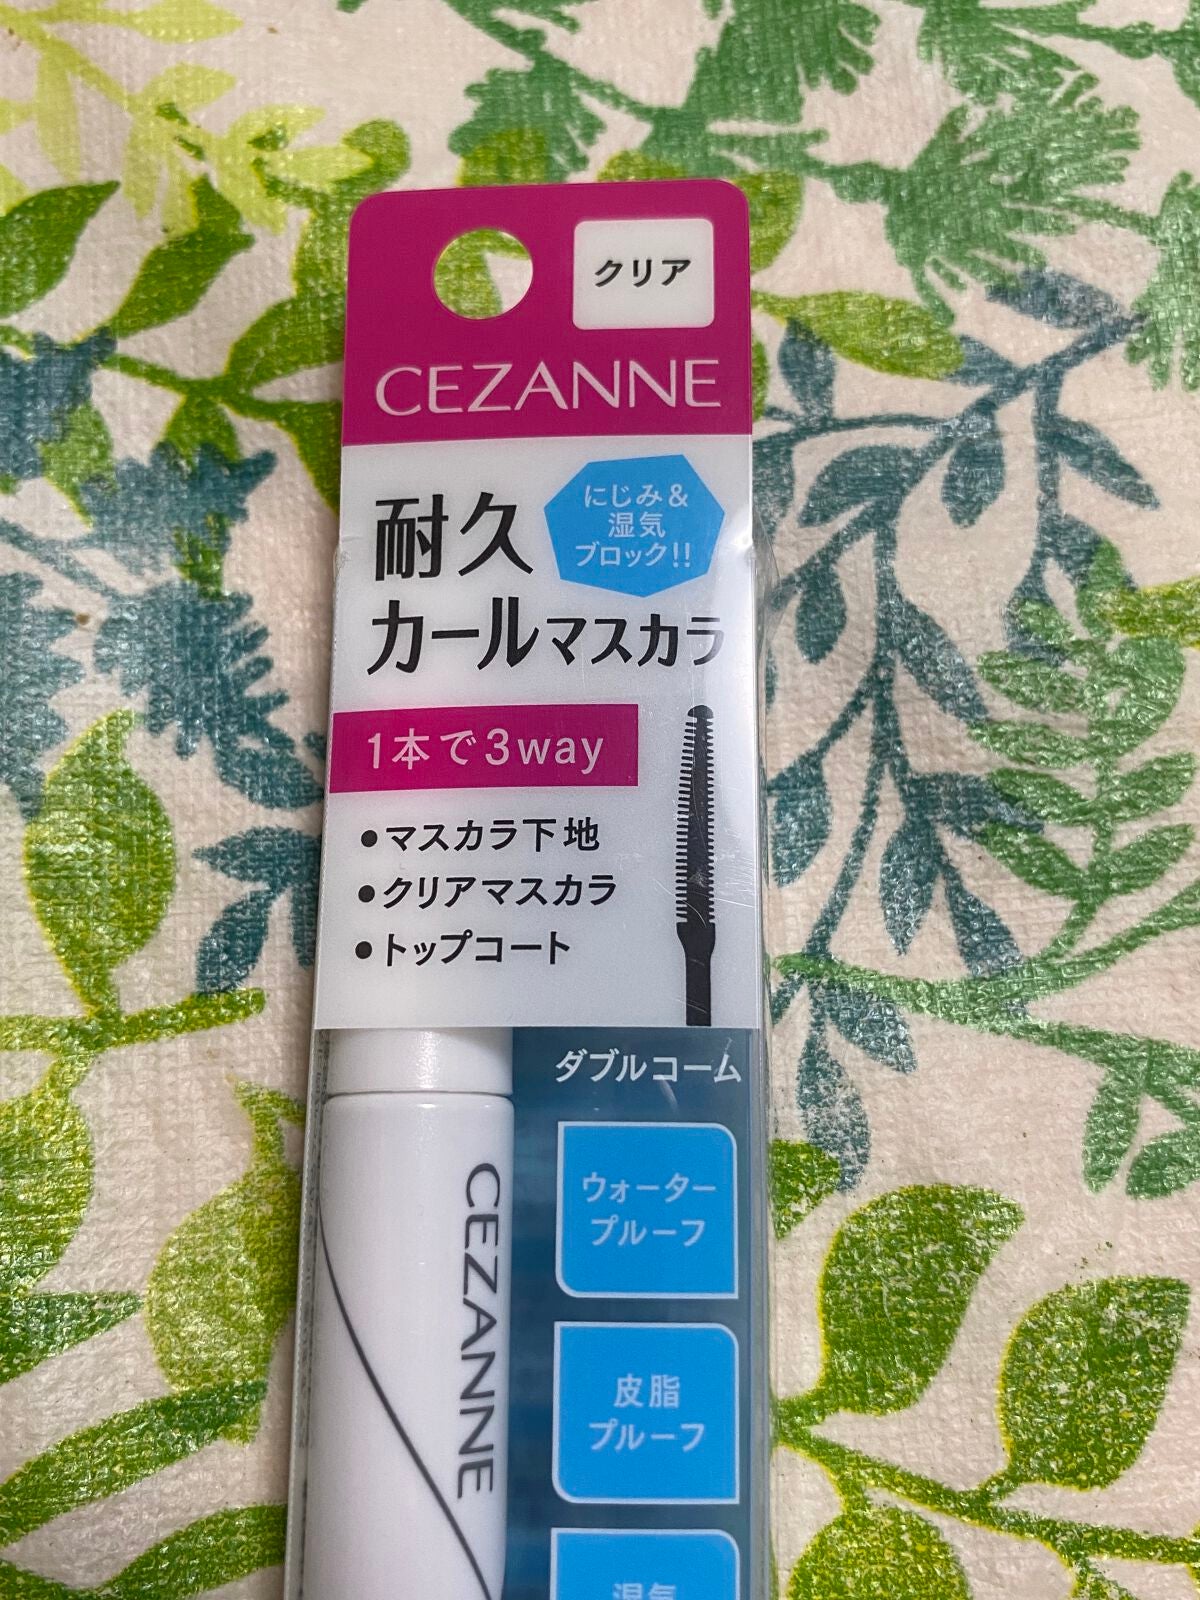 クリア
CEZANNE
耐久
カールマスカラ
にじみ&
湿気
ブロック!!
1本で3way
●マスカラ下地
●クリアマスカラ
●トップコート
ダブルコーム
CEZANNE
ウォーター
プルーフ
皮脂
プルーフ
湿気